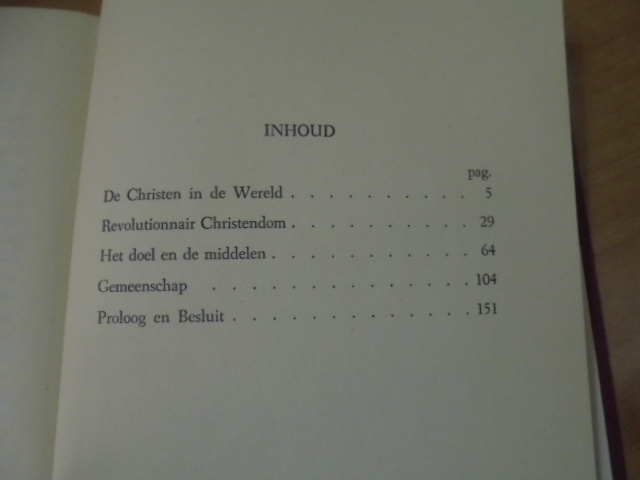 INHOUD
pag.
De Christen in de Wereld . . . . . . . . . . 5
Revolutionnair Christendom . . . . . . . . . . 29
Het doel en de middelen . . . . . . . . . . . 64
Gemeenschap . . . . . . . . . . . . . . 104
Proloog en Besluit . . . . . . . . . . . . . 151